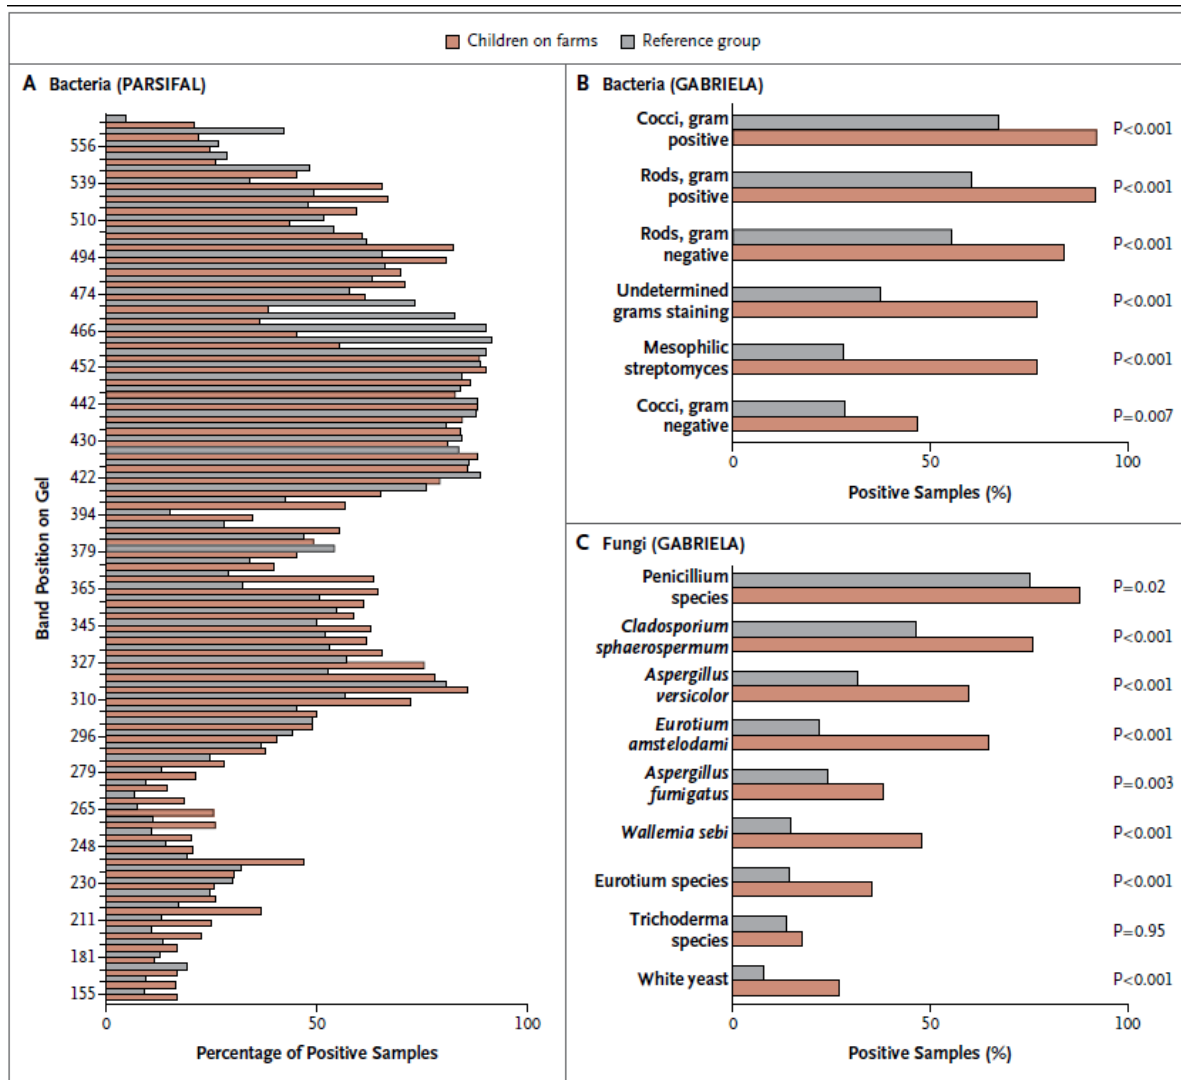 Children on farms Reference group
A Bacteria (PARSIFAL)
556
539
510
494
474
466
452
442
430
422
394
379
365
345
327
310
296
279
265
248
230
211
181
155
Band Position on Gel
0 50 100
Percentage of Positive Samples
B Bacteria (GABRIELA)
Cocci, gram
positive
P<0.001
Rods, gram
positive
P<0.001
Rods, gram
negative
P<0.001
Undetermined
grams staining
P<0.001
Mesophilic
streptomyces
P<0.001
Cocci, gram
negative
P=0.007
0 50 100
Positive Samples (%)
C Fungi (GABRIELA)
Penicillium
species
P=0.02
Cladosporium
sphaerospermum
P<0.001
Aspergillus
versicolor
P<0.001
Eurotium
amstelodami
P<0.001
Aspergillus
fumigatus
P=0.003
Wallemia sebi
P<0.001
Eurotium species
P<0.001
Trichoderma
species
P=0.95
White yeast
P<0.001
0 50 100
Positive Samples (%)